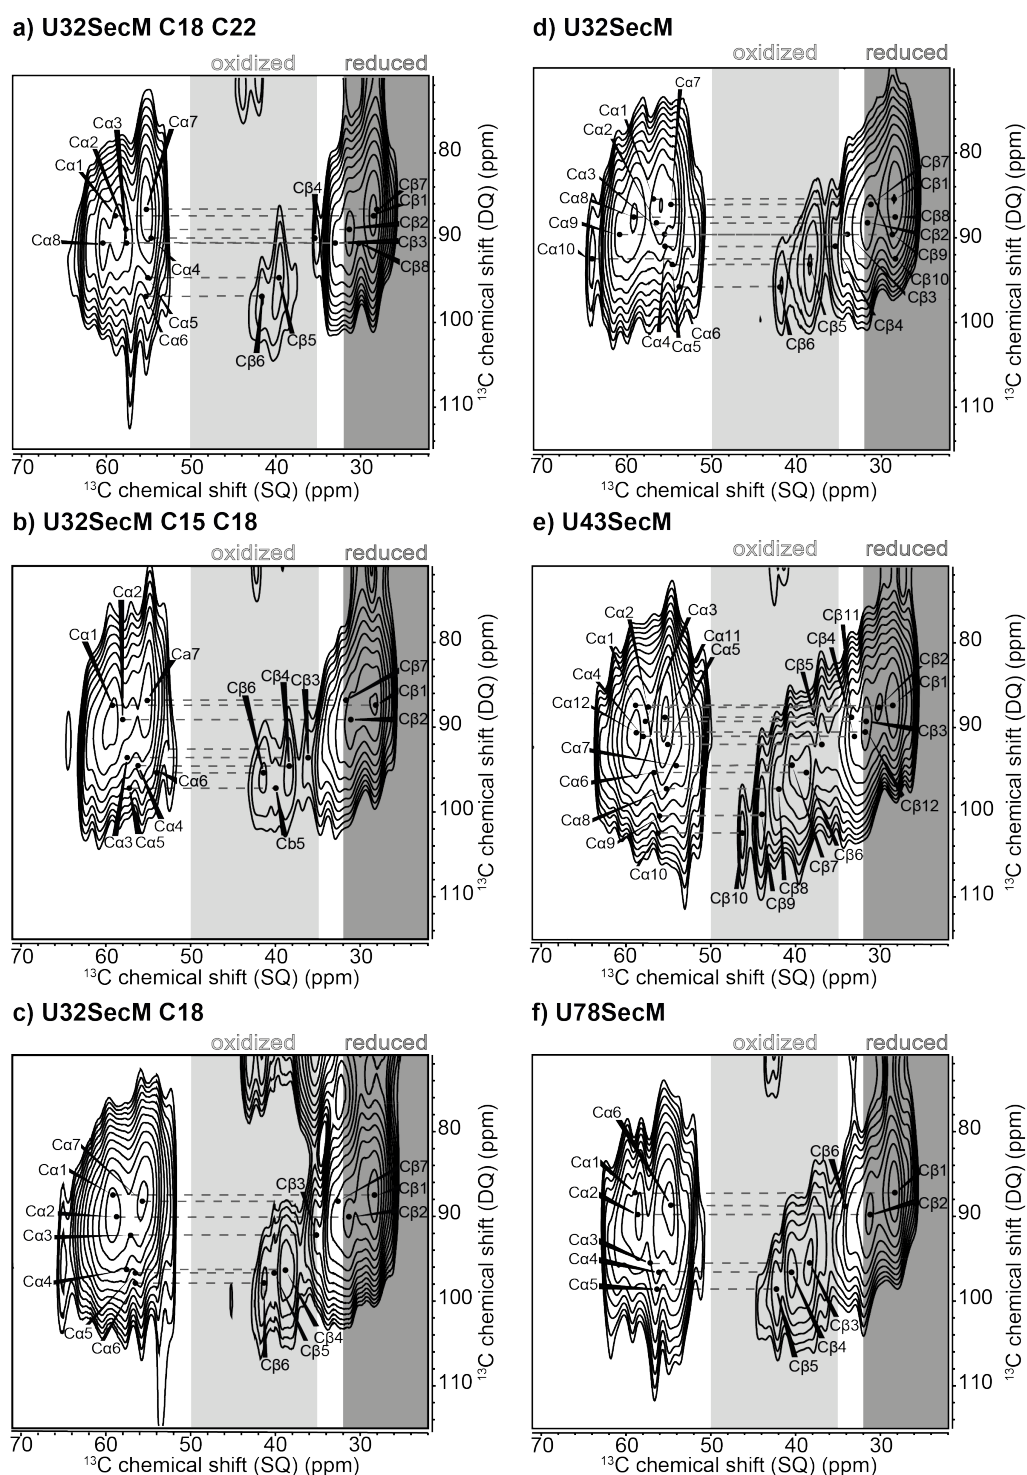 a) U32SecM C18 C22
oxidized reduced
Cα3
Cα7
Cα2
Cα1
Cα8
Cα4
Cα5
Cα6
Cβ4
Cβ7
Cβ1
Cβ2
Cβ3
Cβ8
Cβ5
Cβ6
80
90
100
110
13C chemical shift (DQ) (ppm)
70 60 50 40 30
13C chemical shift (SQ) (ppm)
d) U32SecM
oxidized reduced
Cα7
Cα1
Cα2
Cα3
Cα8
Cα9
Cα10
Cα4
Cα5
Cα6
Cβ7
Cβ1
Cβ8
Cβ2
Cβ9
Cβ10
Cβ3
Cβ4
Cβ5
Cβ6
80
90
100
110
13C chemical shift (DQ) (ppm)
70 60 50 40 30
13C chemical shift (SQ) (ppm)
b) U32SecM C15 C18
oxidized reduced
Cα2
Cα1
Ca7
Cα6
Cα4
Cα3 Cα5
Cβ6
Cβ4
Cβ3
Cβ7
Cβ1
Cβ2
Cb5
80
90
100
110
13C chemical shift (DQ) (ppm)
70 60 50 40 30
13C chemical shift (SQ) (ppm)
e) U43SecM
oxidized reduced
Cα2
Cα3
Cα1
Cα11
Cα5
Cα4
Cα12
Cα7
Cα6
Cα8
Cα9
Cα10
Cβ11
Cβ4
Cβ5
Cβ2
Cβ1
Cβ3
Cβ12
Cβ6
Cβ7
Cβ8
Cβ9
Cβ10
80
90
100
110
13C chemical shift (DQ) (ppm)
70 60 50 40 30
13C chemical shift (SQ) (ppm)
c) U32SecM C18
oxidized reduced
Cα7
Cα1
Cα2
Cα3
Cα4
Cα5
Cα6
Cβ3
Cβ7
Cβ1
Cβ2
Cβ4
Cβ5
Cβ6
80
90
100
110
13C chemical shift (DQ) (ppm)
70 60 50 40 30
13C chemical shift (SQ) (ppm)
f) U78SecM
oxidized reduced
Cα6
Cα1
Cα2
Cα3
Cα4
Cα5
Cβ6
Cβ1
Cβ2
Cβ3
Cβ4
Cβ5
80
90
100
110
13C chemical shift (DQ) (ppm)
70 60 50 40 30
13C chemical shift (SQ) (ppm)